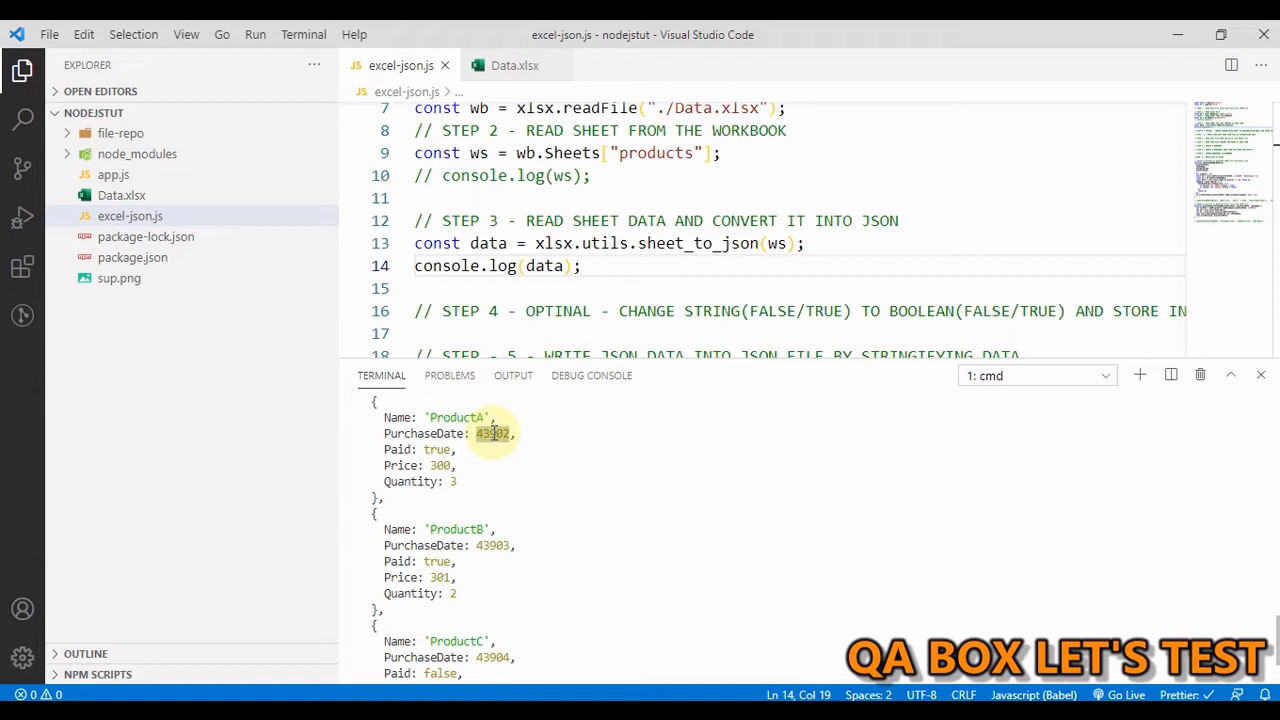 File Edit Selection View Go Run Terminal Help
excel-json.js - nodejstut - Visual Studio Code
EXPLORER
OPEN EDITORS
NODEJSTUT
file-repo
node_modules
app.js
Data.xlsx
excel-json.js
package-lock.json
package.json
sup.png
OUTLINE
NPM SCRIPTS
JS excel-json.js
Data.xlsx
JS excel-json.js > ...
7 const wb = xlsx.readFile("./Data.xlsx");
8 // STEP 2 - READ SHEET FROM THE WORKBOOK
9 const ws = wb.Sheets["products"];
10 // console.log(ws);
11
12 // STEP 3 - READ SHEET DATA AND CONVERT IT INTO JSON
13 const data = xlsx.utils.sheet_to_json(ws);
14 console.log(data);
15
16 // STEP 4 - OPTINAL - CHANGE STRING(FALSE/TRUE) TO BOOLEAN(FALSE/TRUE) AND STORE IN
17
18 // STEP - 5 - WRITE JSON DATA INTO JSON FILE BY STRINGIFYING DATA
TERMINAL PROBLEMS OUTPUT DEBUG CONSOLE
1: cmd
{
Name: 'ProductA',
PurchaseDate: 43902,
Paid: true,
Price: 300,
Quantity: 3
},
{
Name: 'ProductB',
PurchaseDate: 43903,
Paid: true,
Price: 301,
Quantity: 2
},
{
Name: 'ProductC',
PurchaseDate: 43904,
Paid: false,
QA BOX LET'S TEST
0 0
Ln 14, Col 19 Spaces: 2 UTF-8 CRLF Javascript (Babel) Go Live Prettier: ✓